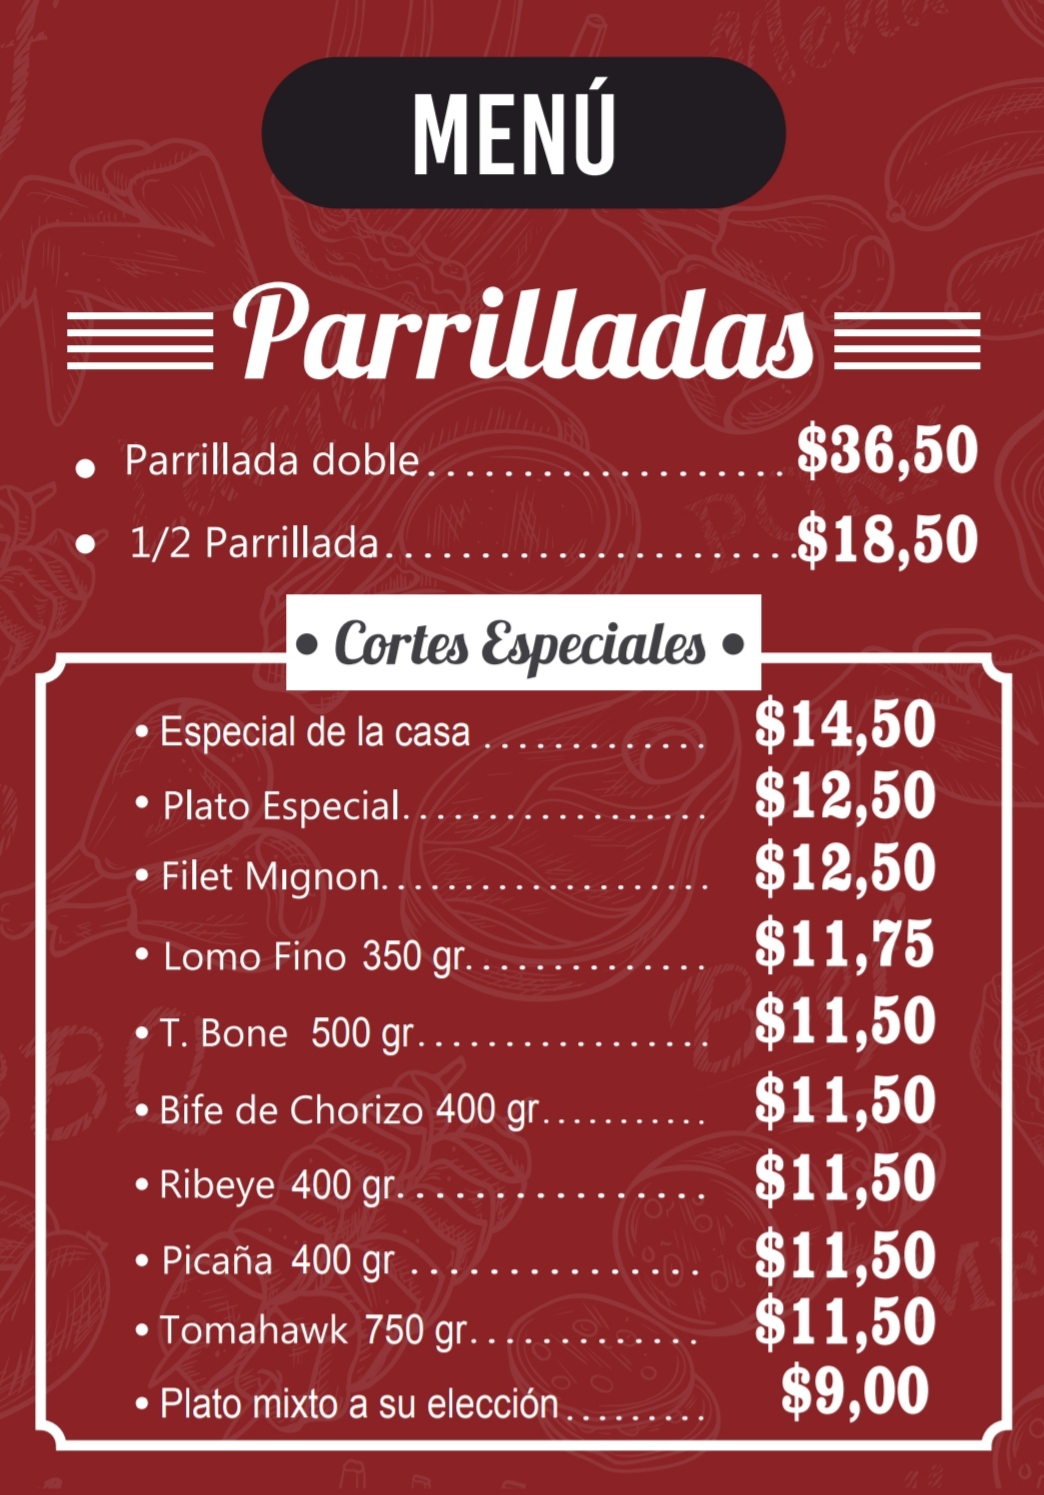 MENÚ
Parrilladas
• Parrillada doble....................... $36,50
• 1/2 Parrillada..........................$18,50
• Cortes Especiales •
• Especial de la casa ............. $14,50
• Plato Especial................... $12,50
• Filet Mignon.................... $12,50
• Lomo Fino 350 gr............... $11,75
• T. Bone 500 gr................. $11,50
• Bife de Chorizo 400 gr........... $11,50
• Ribeye 400 gr................ $11,50
• Picaña 400 gr ............... $11,50
• Tomahawk 750 gr............. $11,50
• Plato mixto a su elección......... $9,00